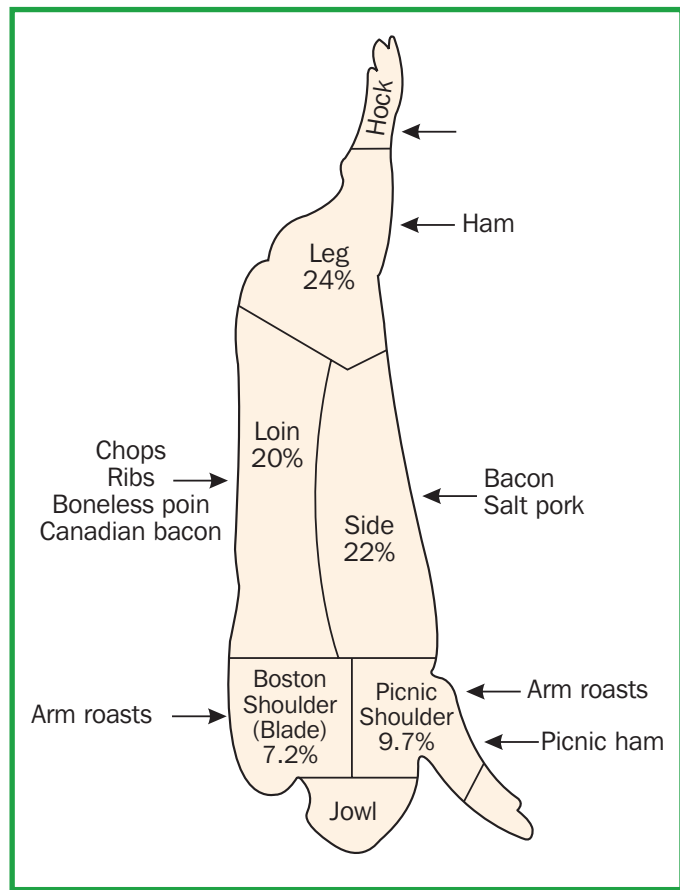 Hock
Ham
Leg
24%
Loin
20%
Chops
Ribs
Boneless poin
Canadian bacon
Bacon
Salt pork
Side
22%
Boston
Shoulder
(Blade)
7.2%
Picnic
Shoulder
9.7%
Arm roasts
Arm roasts
Picnic ham
Jowl